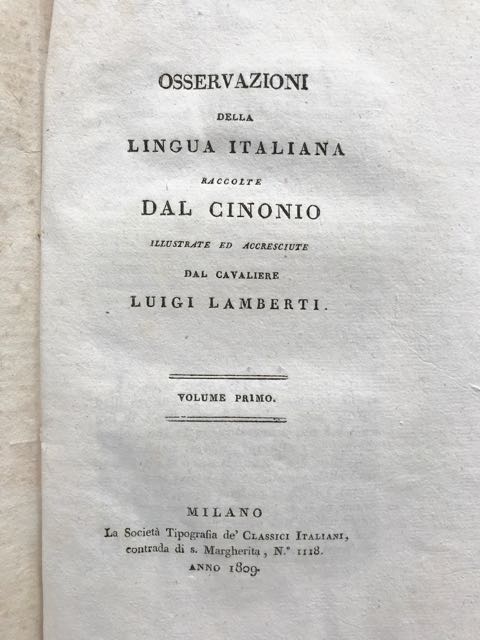 OSSERVAZIONI
DELLA
LINGUA ITALIANA
RACCOLTE
DAL CINONIO
ILLUSTRATE ED ACCRESCIUTE
DAL CAVALIERE
LUIGI LAMBERTI.
VOLUME PRIMO.
MILANO
La Società Tipografia de' CLASSICI ITALIANI,
contrada di s. Margherita, N.° 1118.
ANNO 1809.